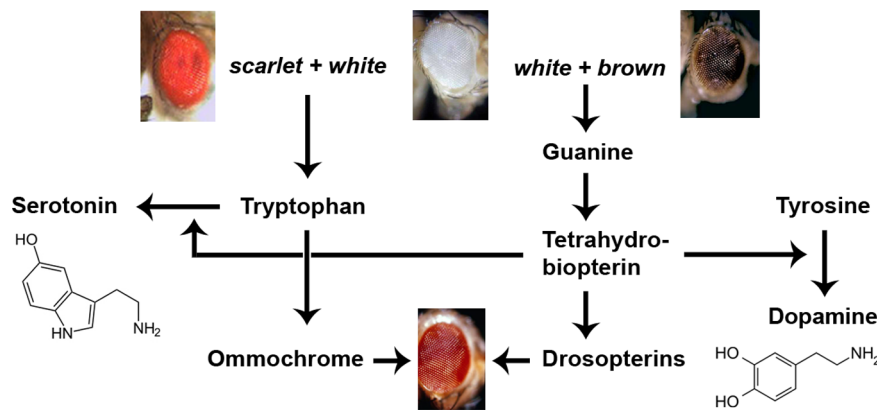 scarlet + white
white + brown
Guanine
Serotonin
Tryptophan
Tyrosine
Tetrahydro-
biopterin
HO
HN
NH2
Dopamine
Ommochrome
Drosopterins
HO
HO
NH2